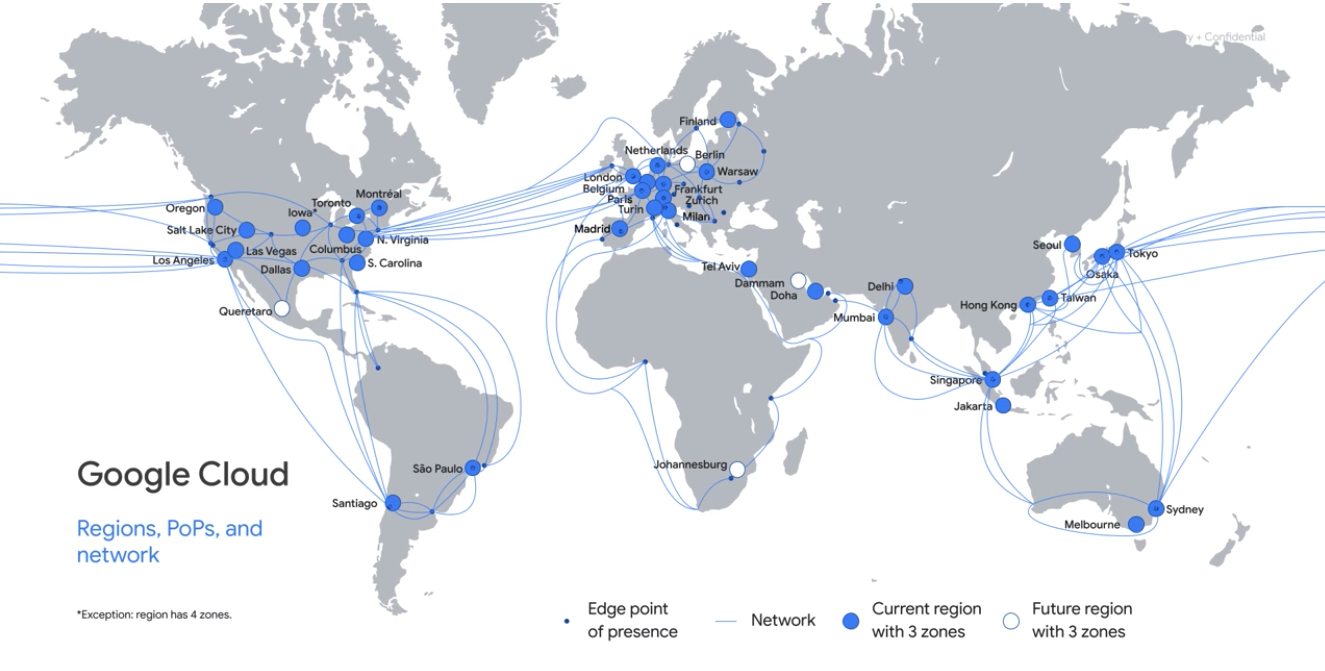 y + Confidential
Finland
Netherlands
Berlin
London
Warsaw
Belgium
Frankfurt
Paris
Zurich
Turin
Milan
Madrid
Montréal
Toronto
Oregon
Iowa*
Salt Lake City
N. Virginia
Columbus
Las Vegas
Los Angeles
Dallas
S. Carolina
Queretaro
Tel Aviv
Dammam
Doha
Delhi
Mumbai
Seoul
Tokyo
Osaka
Hong Kong
Taiwan
Singapore
Jakarta
Johannesburg
São Paulo
Santiago
Sydney
Melbourne
Google Cloud
Regions, PoPs, and
network
*Exception: region has 4 zones.
Edge point
of presence
Network
Current region
with 3 zones
Future region
with 3 zones